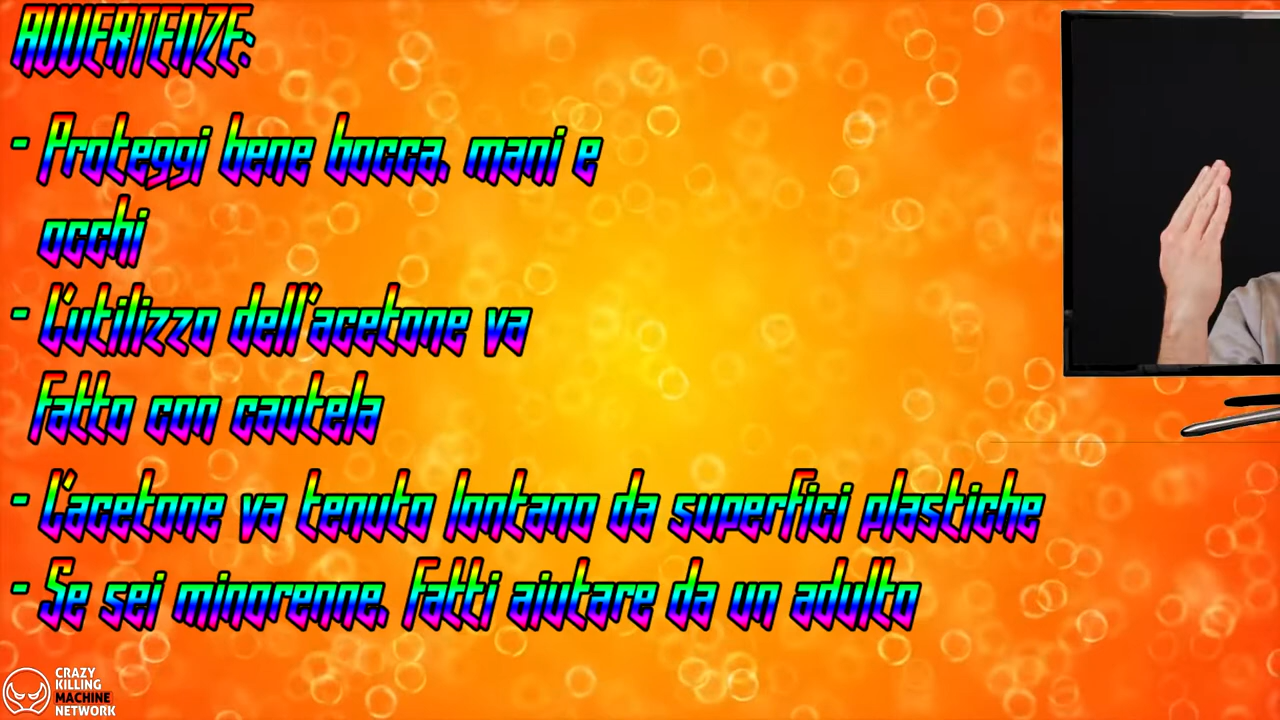 AVVERTENZE:
- Proteggi bene bocca, mani e
occhi
- L'utilizzo dell'acetone va
fatto con cautela
- L'acetone va tenuto lontano da superfici plastiche
- Se sei minorenne, fatti aiutare da un adulto
CRAZY
KILLING
MACHINE
NETWORK